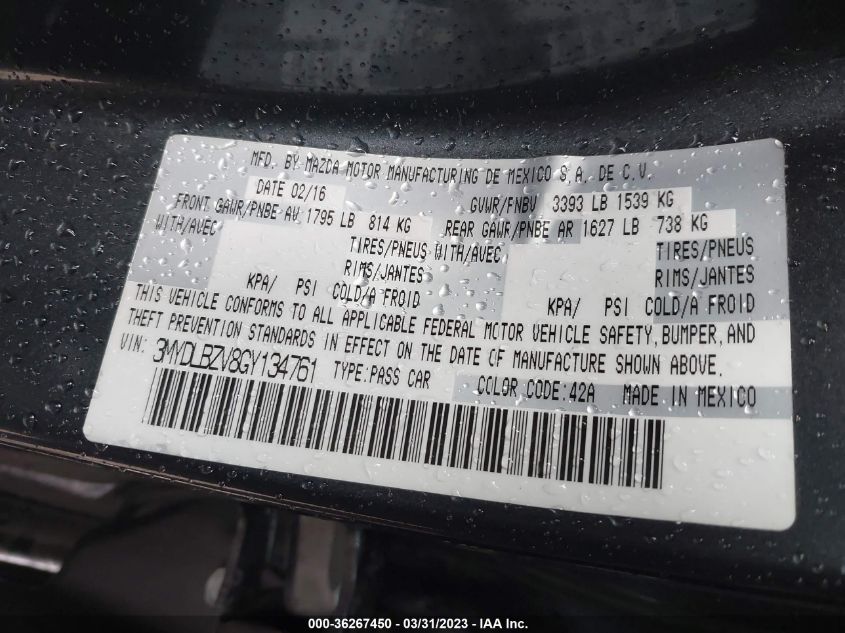 MFD. BY MAZDA MOTOR MANUFACTURING DE MEXICO S.A. DE C.V.
DATE 02/16 GVWR/FNBV 3393 LB 1539 KG
FRONT GAWR/PNBE AV 1795 LB 814 KG REAR GAWR/PNBE AR 1627 LB 738 KG
WITH/AVEC TIRES/PNEUS WITH/AVEC TIRES/PNEUS
RIMS/JANTES RIMS/JANTES
KPA/ PSI COLD/A FROID KPA/ PSI COLD/A FROID
THIS VEHICLE CONFORMS TO ALL APPLICABLE FEDERAL MOTOR VEHICLE SAFETY, BUMPER, AND
THEFT PREVENTION STANDARDS IN EFFECT ON THE DATE OF MANUFACTURE SHOWN ABOVE.
VIN: 3MYDLBZV8GY134761 TYPE:PASS CAR COLOR CODE:42A MADE IN MEXICO
000-36267450 - 03/31/2023 - IAA Inc.